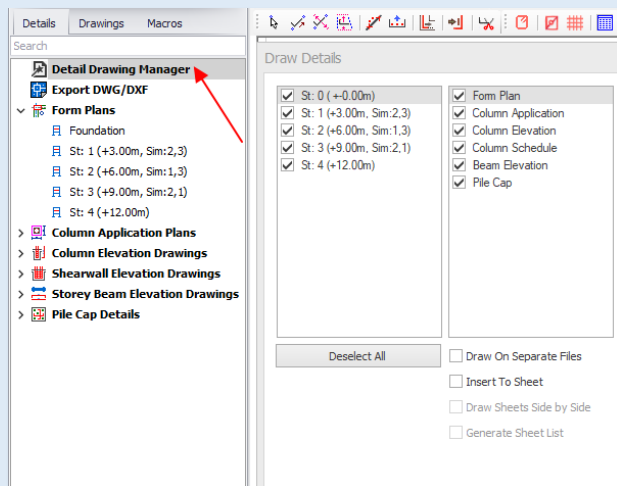 Details Drawings Macros
Search
Detail Drawing Manager
Export DWG/DXF
Form Plans
Foundation
St: 1 (+3.00m, Sim:2,3)
St: 2 (+6.00m, Sim:1,3)
St: 3 (+9.00m, Sim:2,1)
St: 4 (+12.00m)
Column Application Plans
Column Elevation Drawings
Shearwall Elevation Drawings
Storey Beam Elevation Drawings
Pile Cap Details
Draw Details
St: 0 ( +-0.00m)
St: 1 (+3.00m, Sim:2,3)
St: 2 (+6.00m, Sim:1,3)
St: 3 (+9.00m, Sim:2,1)
St: 4 (+12.00m)
Deselect All
Form Plan
Column Application
Column Elevation
Column Schedule
Beam Elevation
Pile Cap
Draw On Separate Files
Insert To Sheet
Draw Sheets Side by Side
Generate Sheet List